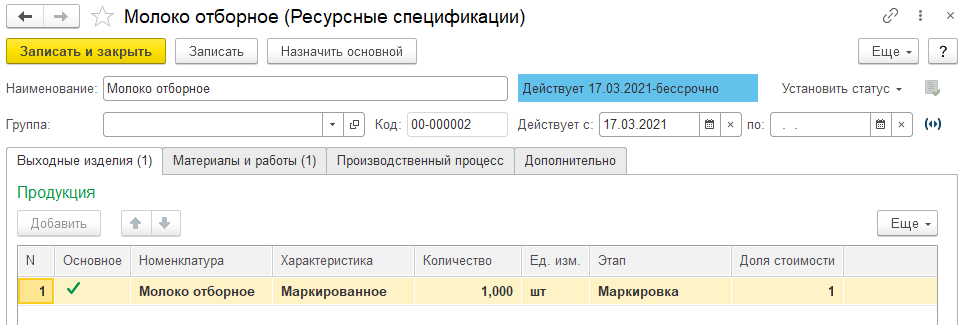 Молоко отборное (Ресурсные спецификации)
Записать и закрыть Записать Назначить основной Еще ?
Наименование: Молоко отборное Действует 17.03.2021-бессрочно Установить статус
Группа: Код: 00-000002 Действует с: 17.03.2021 по: . .
Выходные изделия (1) Материалы и работы (1) Производственный процесс Дополнительно
Продукция
Добавить Еще
N Основное Номенклатура Характеристика Количество Ед. изм. Этап Доля стоимости
1 Молоко отборное Маркированное 1,000 шт Маркировка 1